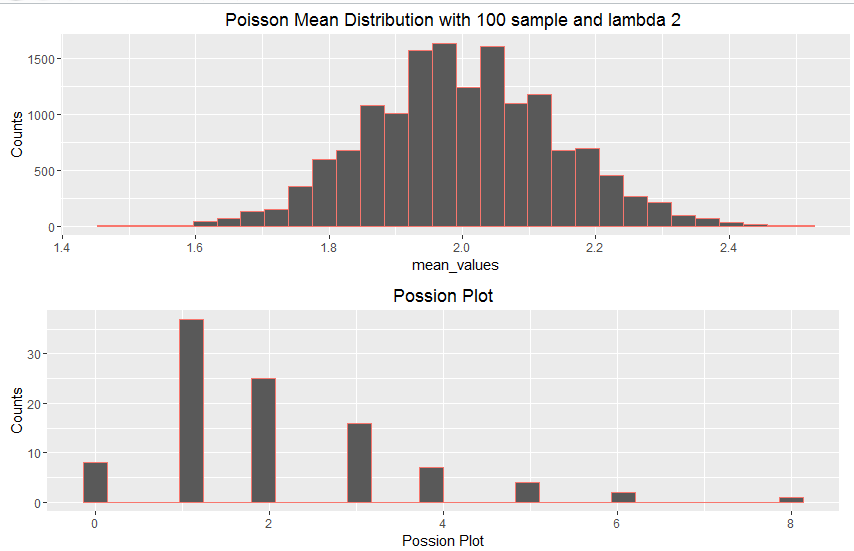 Poisson Mean Distribution with 100 sample and lambda 2
Counts
1500
1000
500
0
1.4 1.6 1.8 2.0 2.2 2.4
mean_values
Possion Plot
Counts
30
20
10
0
0 2 4 6 8
Possion Plot